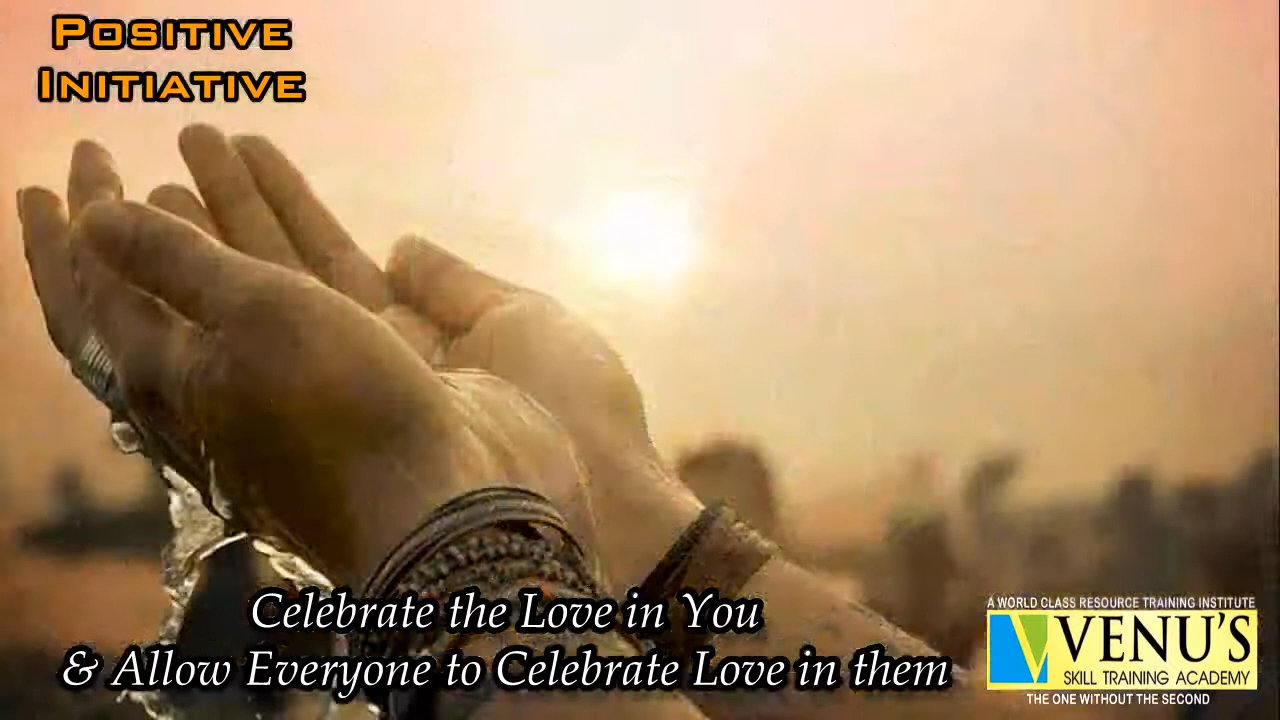 POSITIVE
INITIATIVE
Celebrate the Love in You
& Allow Everyone to Celebrate Love in them
A WORLD CLASS RESOURCE TRAINING INSTITUTE
VENU'S
SKILL TRAINING ACADEMY
THE ONE WITHOUT THE SECOND